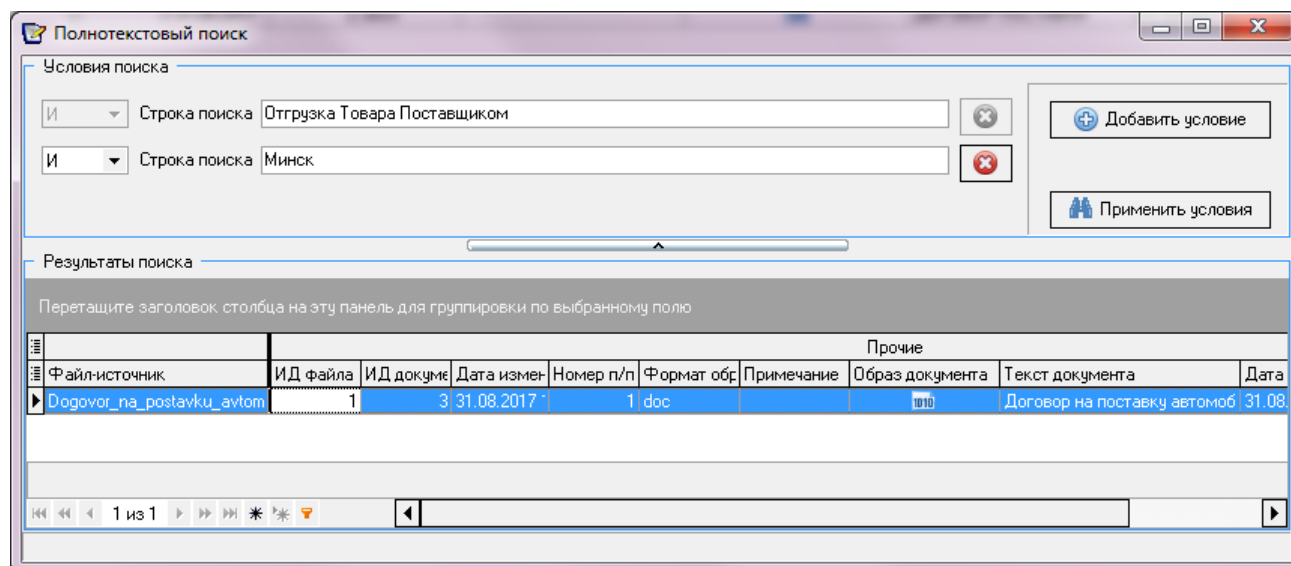 Полнотекстовый поиск
Условия поиска
И Строка поиска Отгрузка Товара Поставщиком
Добавить условие
И Строка поиска Минск
Применить условия
Результаты поиска
Перетащите заголовок столбца на эту панель для группировки по выбранному полю
Прочие
Файл-источник ИД файла ИД докуме Дата измен Номер п/п Формат обр Примечание Образ документа Текст документа Дата
Dogovor_na_postavku_avtom 1 3 31.08.2017 1 doc 1010 Договор на поставку автомоб 31.08.
1 из 1